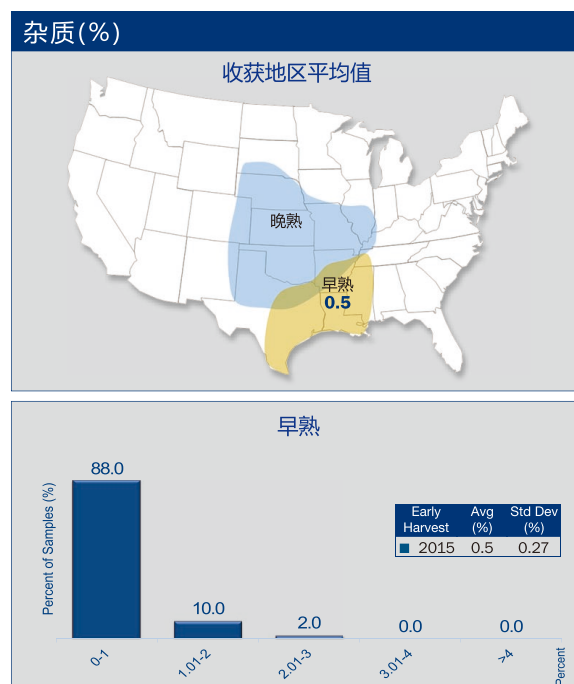 杂质(%)
收获地区平均值
晚熟
早熟
0.5
早熟
Percent of Samples (%)
88.0
10.0
2.0
0.0
0.0
0-1
1.01-2
2.01-3
3.01-4
>4
Percent
Early Harvest Avg (%) Std Dev (%)
2015 0.5 0.27